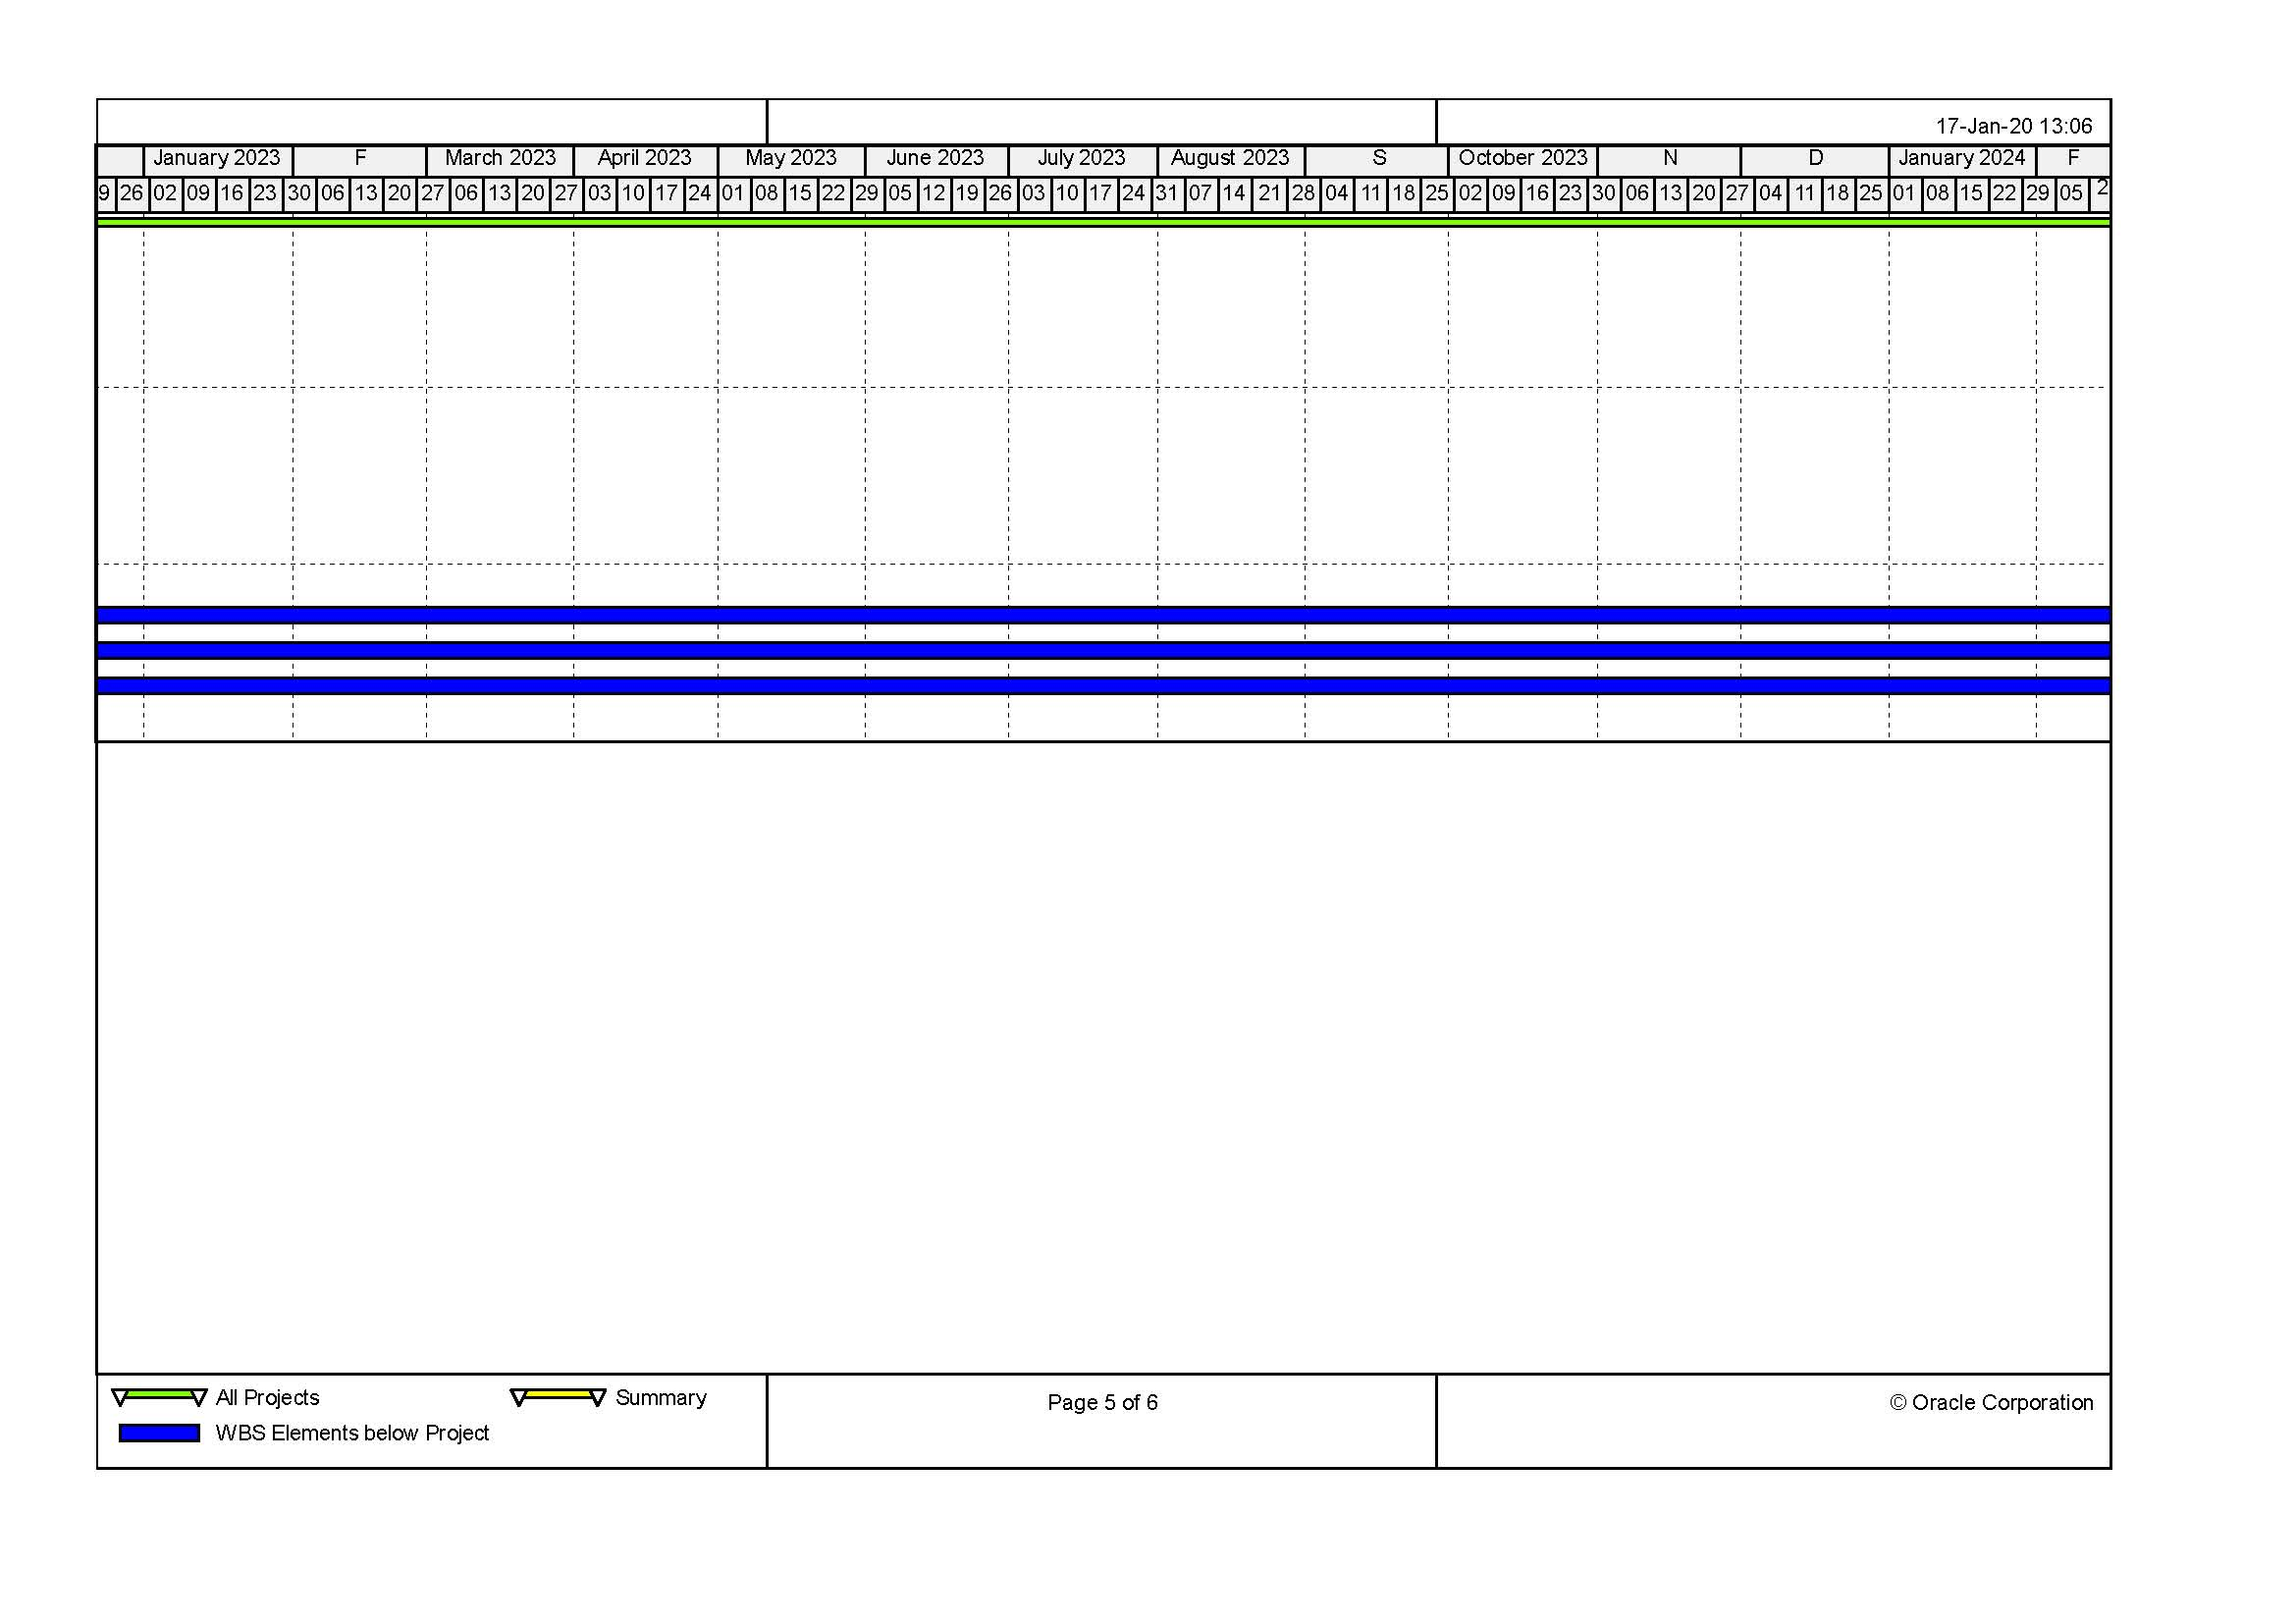 17-Jan-20 13:06
January 2023 F March 2023 April 2023 May 2023 June 2023 July 2023 August 2023 S October 2023 N D January 2024 F
9 26 02 09 16 23 30 06 13 20 27 06 13 20 27 03 10 17 24 01 08 15 22 29 05 12 19 26 03 10 17 24 31 07 14 21 28 04 11 18 25 02 09 16 23 30 06 13 20 27 04 11 18 25 01 08 15 22 29 05 2
All Projects Summary
WBS Elements below Project
Page 5 of 6
© Oracle Corporation